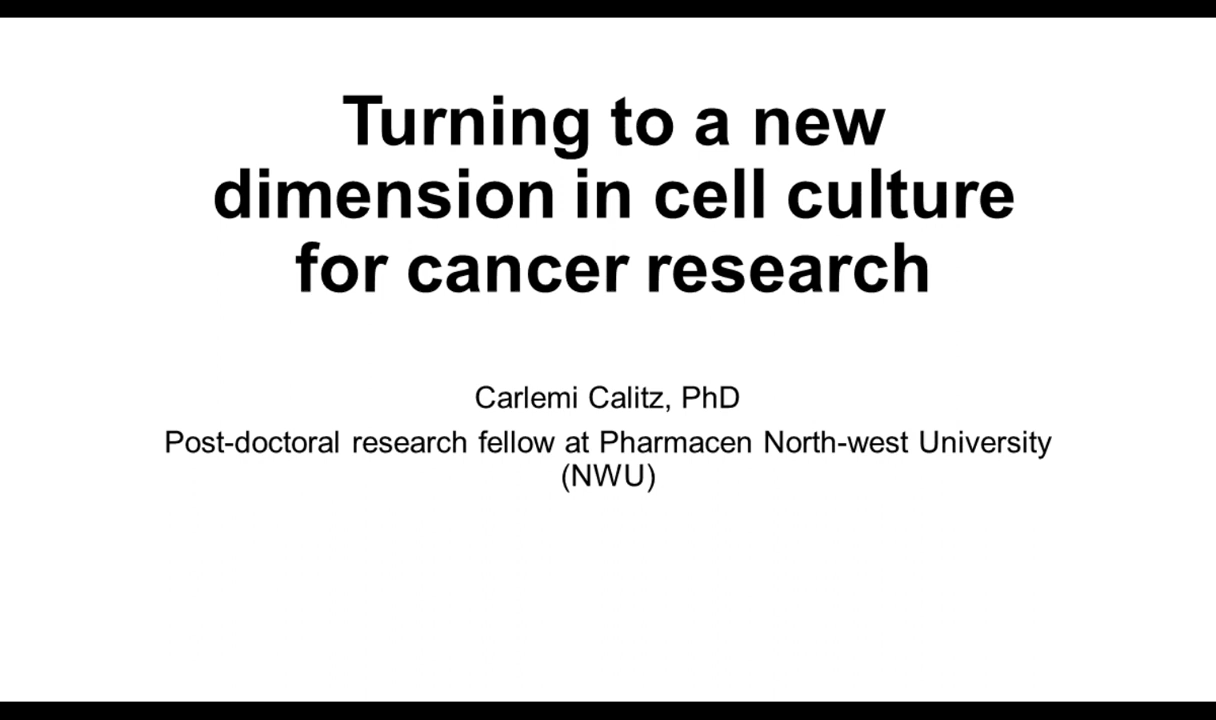 Turning to a new
dimension in cell culture
for cancer research
Carlemi Calitz, PhD
Post-doctoral research fellow at Pharmacen North-west University
(NWU)